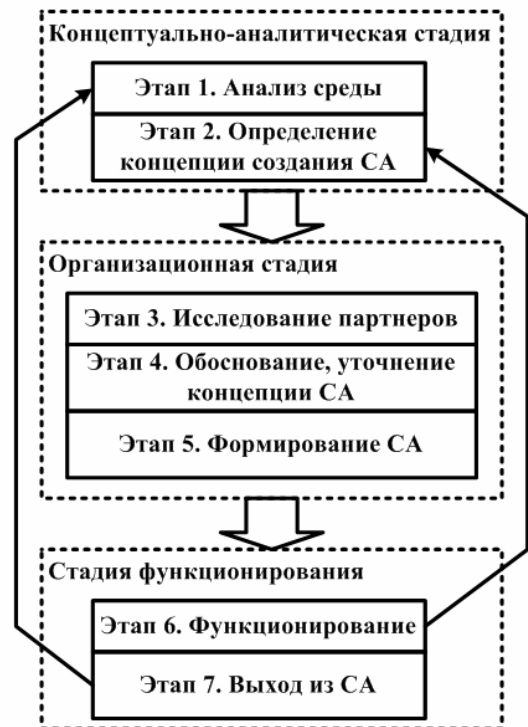 Концептуально-аналитическая стадия
Этап 1. Анализ среды
Этап 2. Определение
концепции создания СА
Организационная стадия
Этап 3. Исследование партнеров
Этап 4. Обоснование, уточнение
концепции СА
Этап 5. Формирование СА
Стадия функционирования
Этап 6. Функционирование
Этап 7. Выход из СА